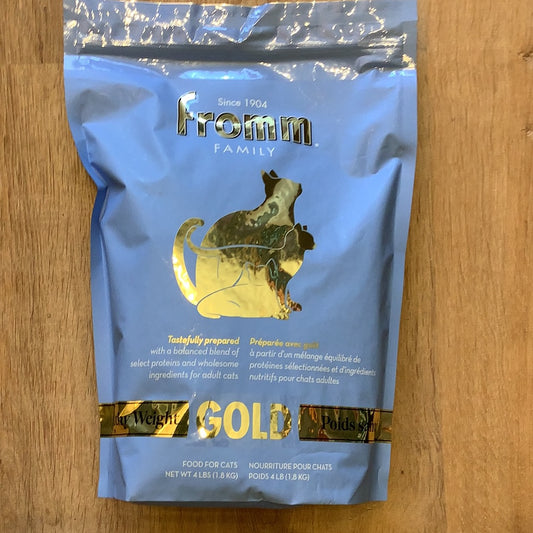 Since 1904
Fromm
FAMILY
Tastefully prepared
with a balanced blend of
select proteins and wholesome
ingredients for adult cats
Préparée avec goût
à partir d'un mélange équilibré de
protéines sélectionnées et d'ingrédients
nutritifs pour chats adultes
Weight GOLD Poids
FOOD FOR CATS
NET WT 4 LBS (1.8 KG)
NOURRITURE POUR CHATS
POIDS 4 LB (1,8 KG)